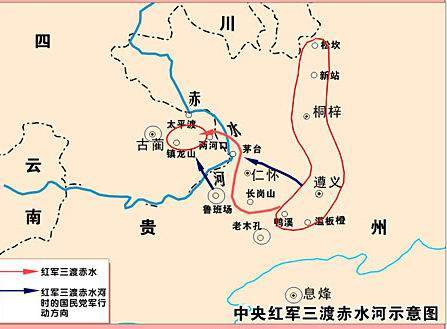 四
川
松坎
新站
桐梓
赤
水
河
太平渡
古蔺
镇龙山
两河口
茅台
仁怀
云
南
贵
州
鲁班场
长岗山
遵义
鸭溪
温板橙
老木孔
息烽
红军三渡赤水
红军三渡赤水河
时的国民党军行
动方向
中央红军三渡赤水河示意图